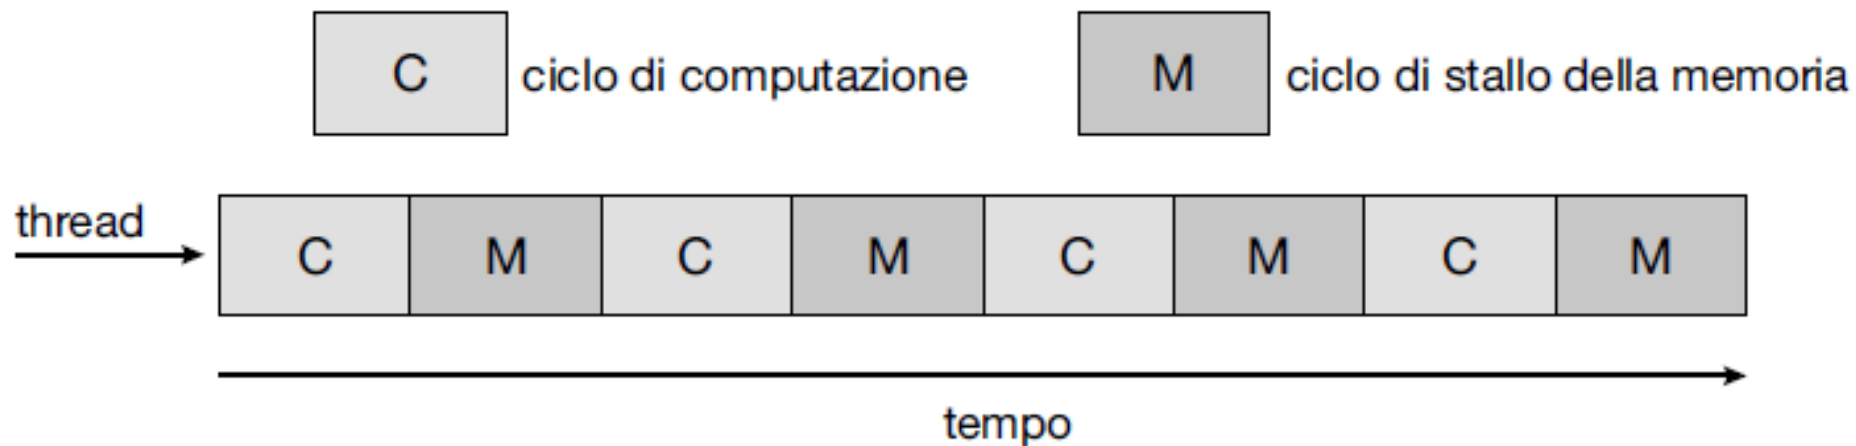 C ciclo di computazione M ciclo di stallo della memoria
thread
C M C M C M C M
tempo